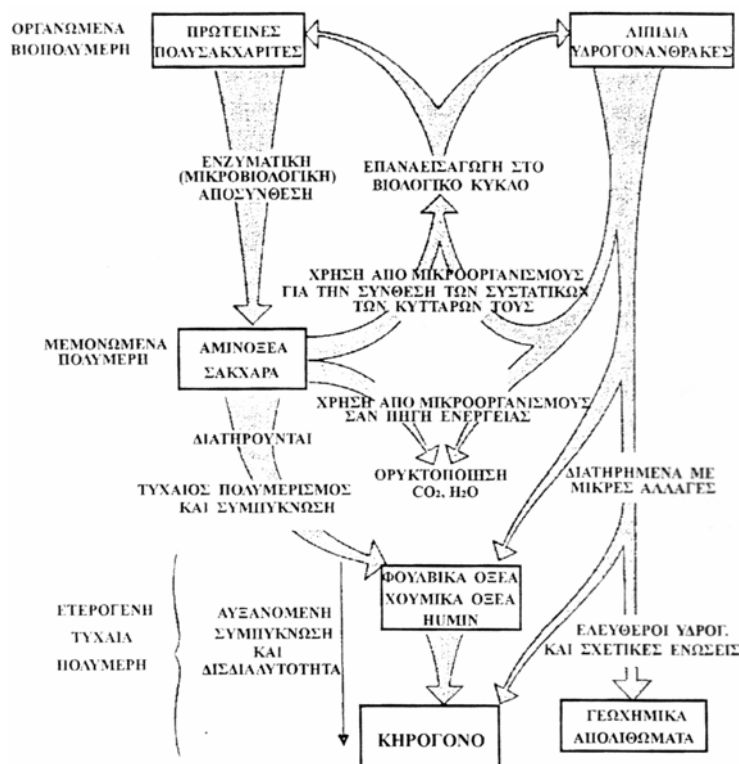 ΟΡΓΑΝΩΜΕΝΑ
ΒΙΟΠΟΛΥΜΕΡΗ
ΠΡΩΤΕΙΝΕΣ
ΠΟΛΥΣΑΚΧΑΡΙΤΕΣ
ΛΙΠΙΔΙΑ
ΥΔΡΟΓΟΝΑΝΘΡΑΚΕΣ
ΕΝΖΥΜΑΤΙΚΗ
(ΜΙΚΡΟΒΙΟΛΟΓΙΚΗ)
ΑΠΟΣΥΝΘΕΣΗ
ΕΠΑΝΑΕΙΣΑΓΩΓΗ ΣΤΟ
ΒΙΟΛΟΓΙΚΟ ΚΥΚΛΟ
ΧΡΗΣΗ ΑΠΟ ΜΙΚΡΟΟΡΓΑΝΙΣΜΟΥΣ
ΓΙΑ ΤΗΝ ΣΥΝΘΕΣΗ ΤΩΝ ΣΥΣΤΑΤΙΚΩΝ
ΤΩΝ ΚΥΤΤΑΡΩΝ ΤΟΥΣ
ΜΕΜΟΝΩΜΕΝΑ
ΠΟΛΥΜΕΡΗ
ΑΜΙΝΟΞΕΑ
ΣΑΚΧΑΡΑ
ΧΡΗΣΗ ΑΠΟ ΜΙΚΡΟΟΡΓΑΝΙΣΜΟΥΣ
ΣΑΝ ΠΗΓΗ ΕΝΕΡΓΕΙΑΣ
ΔΙΑΤΗΡΟΥΝΤΑΙ
ΟΡΥΚΤΟΠΟΙΗΣΗ
CO₂, H₂O
ΔΙΑΤΗΡΗΜΕΝΑ ΜΕ
ΜΙΚΡΕΣ ΑΛΛΑΓΕΣ
ΤΥΧΑΙΟΣ ΠΟΛΥΜΕΡΙΣΜΟΣ
ΚΑΙ ΣΥΜΠΥΚΝΩΣΗ
ΦΟΥΛΒΙΚΑ ΟΞΕΑ
ΧΟΥΜΙΚΑ ΟΞΕΑ
HUMIN
ΕΤΕΡΟΓΕΝΗ
ΤΥΧΑΙΑ
ΠΟΛΥΜΕΡΗ
ΑΥΞΑΝΟΜΕΝΗ
ΣΥΜΠΥΚΝΩΣΗ
ΚΑΙ
ΔΙΣΔΙΑΛΥΤΟΤΗΤΑ
ΕΛΕΥΘΕΡΟΙ ΥΔΡΟΓ.
ΚΑΙ ΣΧΕΤΙΚΕΣ ΕΝΩΣΕΙΣ
ΚΗΡΟΓΟΝΟ
ΓΕΩΧΗΜΙΚΑ
ΑΠΟΛΙΘΩΜΑΤΑ